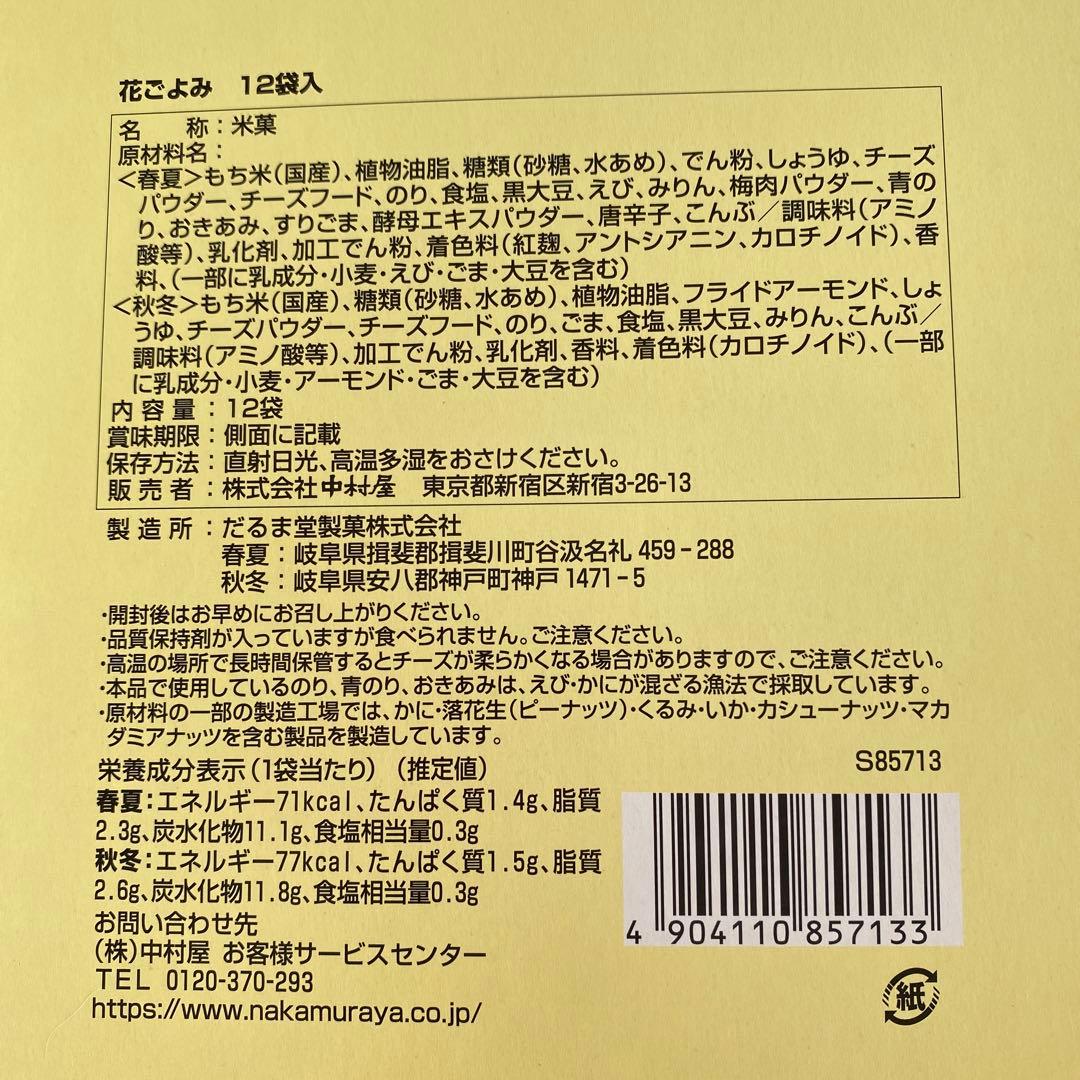 花ごよみ　12袋入
名　　称：米菓
原材料名：
＜春夏＞もち米（国産）、植物油脂、糖類（砂糖、水あめ）、でん粉、しょうゆ、チーズ
パウダー、チーズフード、のり、食塩、黒大豆、えび、みりん、梅肉パウダー、青の
り、おきあみ、すりごま、酵母エキスパウダー、唐辛子、こんぶ／調味料（アミノ
酸等）、乳化剤、加工でん粉、着色料（紅麹、アントシアニン、カロチノイド）、香
料、（一部に乳成分・小麦・えび・ごま・大豆を含む）
＜秋冬＞もち米（国産）、糖類（砂糖、水あめ）、植物油脂、フライドアーモンド、しょ
うゆ、チーズパウダー、チーズフード、のり、ごま、食塩、黒大豆、みりん、こんぶ／
調味料（アミノ酸等）、加工でん粉、乳化剤、香料、着色料（カロチノイド）、（一部
に乳成分・小麦・アーモンド・ごま・大豆を含む）
内容量：12袋
賞味期限：側面に記載
保存方法：直射日光、高温多湿をおさけください。
販売者：株式会社中村屋　東京都新宿区新宿3-26-13
製造所：だるま堂製菓株式会社
春夏：岐阜県揖斐郡揖斐川町谷汲名礼 459－288
秋冬：岐阜県安八郡神戸町神戸 1471－5
・開封後はお早めにお召し上がりください。
・品質保持剤が入っていますが食べられません。ご注意ください。
・高温の場所で長時間保管するとチーズが柔らかくなる場合がありますので、ご注意ください。
・本品で使用しているのり、青のり、おきあみは、えび・かにが混ざる漁法で採取しています。
・原材料の一部の製造工場では、かに・落花生（ピーナッツ）・くるみ・いか・カシューナッツ・マカ
ダミアナッツを含む製品を製造しています。
栄養成分表示（1袋当たり）（推定値）
春夏：エネルギー71kcal、たんぱく質1.4g、脂質
2.3g、炭水化物11.1g、食塩相当量0.3g
秋冬：エネルギー77kcal、たんぱく質1.5g、脂質
2.6g、炭水化物11.8g、食塩相当量0.3g
お問い合わせ先
（株）中村屋 お客様サービスセンター
TEL 0120-370-293
https://www.nakamuraya.co.jp/
S85713
4 904110 857133
紙